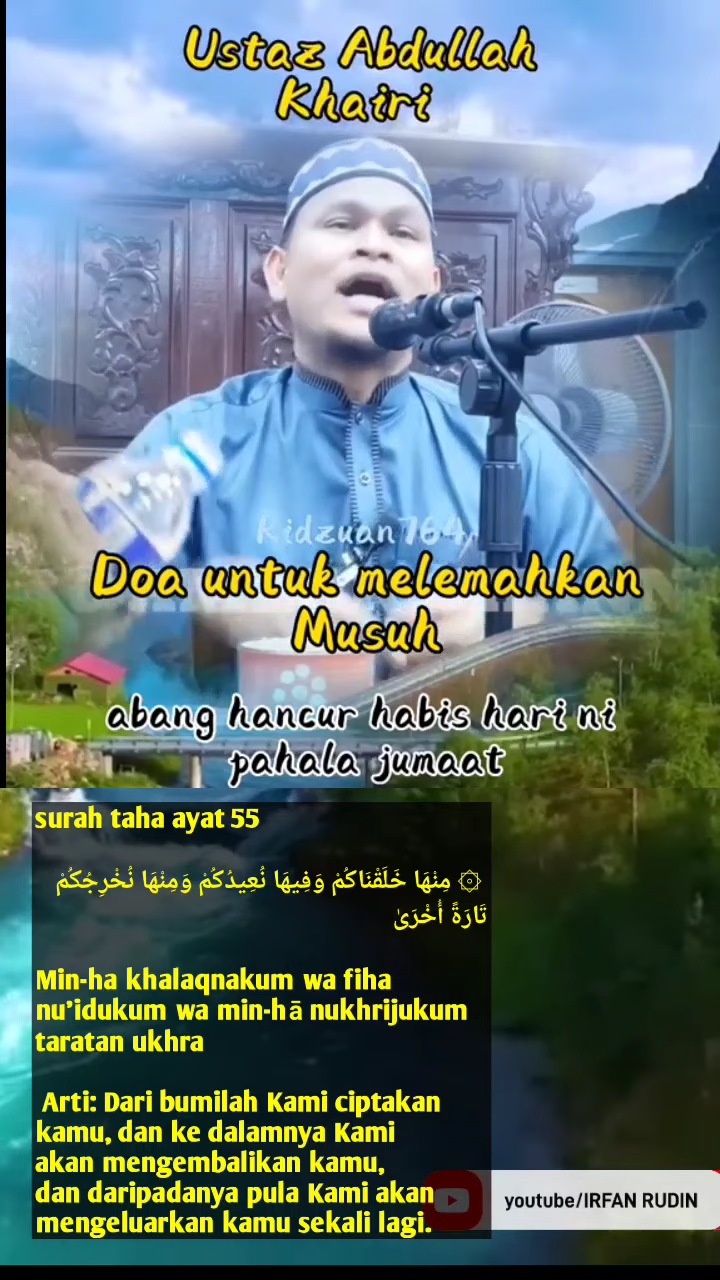 Ustaz Abdullah
Khairi
Kidzuan764
Doa untuk melemahkan
Musuh
abang hancur habis hari ni
pahala jumaat
surah taha ayat 55
۞ مِنْهَا خَلَقْنَاكُمْ وَفِيهَا نُعِيدُكُمْ وَمِنْهَا نُخْرِجُكُمْ
تَارَةً أُخْرَىٰ
Min-ha khalaqnakum wa fiha
nu'idukum wa min-hā nukhrijukum
taratan ukhra
Arti: Dari bumilah Kami ciptakan
kamu, dan ke dalamnya Kami
akan mengembalikan kamu,
dan daripadanya pula Kami akan
mengeluarkan kamu sekali lagi.
youtube/IRFAN RUDIN